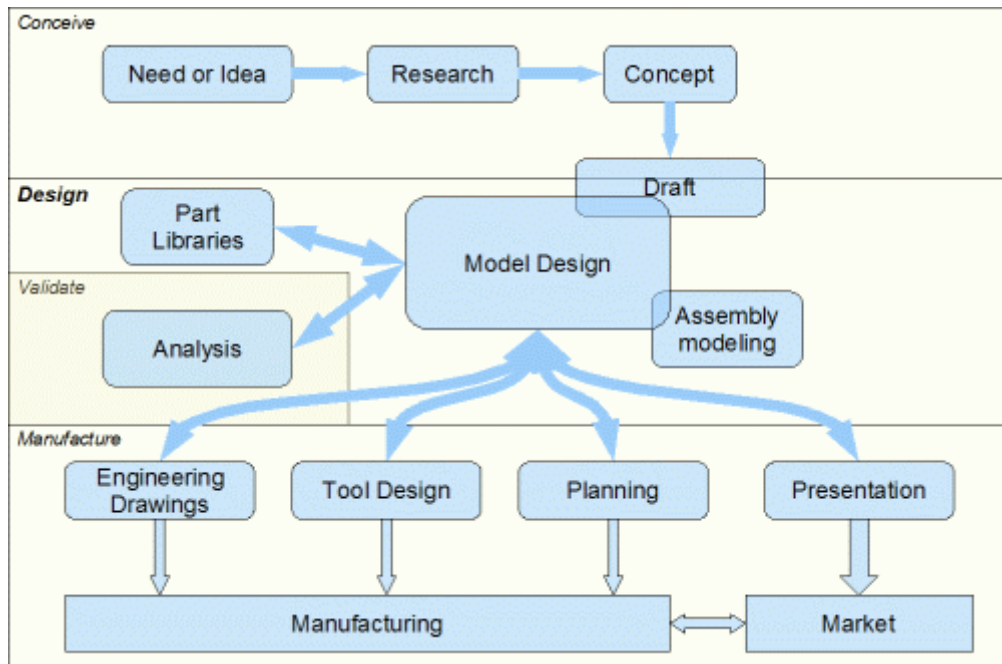 Conceive
Need or Idea
Research
Concept
Draft
Design
Part
Libraries
Model Design
Validate
Analysis
Assembly
modeling
Manufacture
Engineering
Drawings
Tool Design
Planning
Presentation
Manufacturing
Market